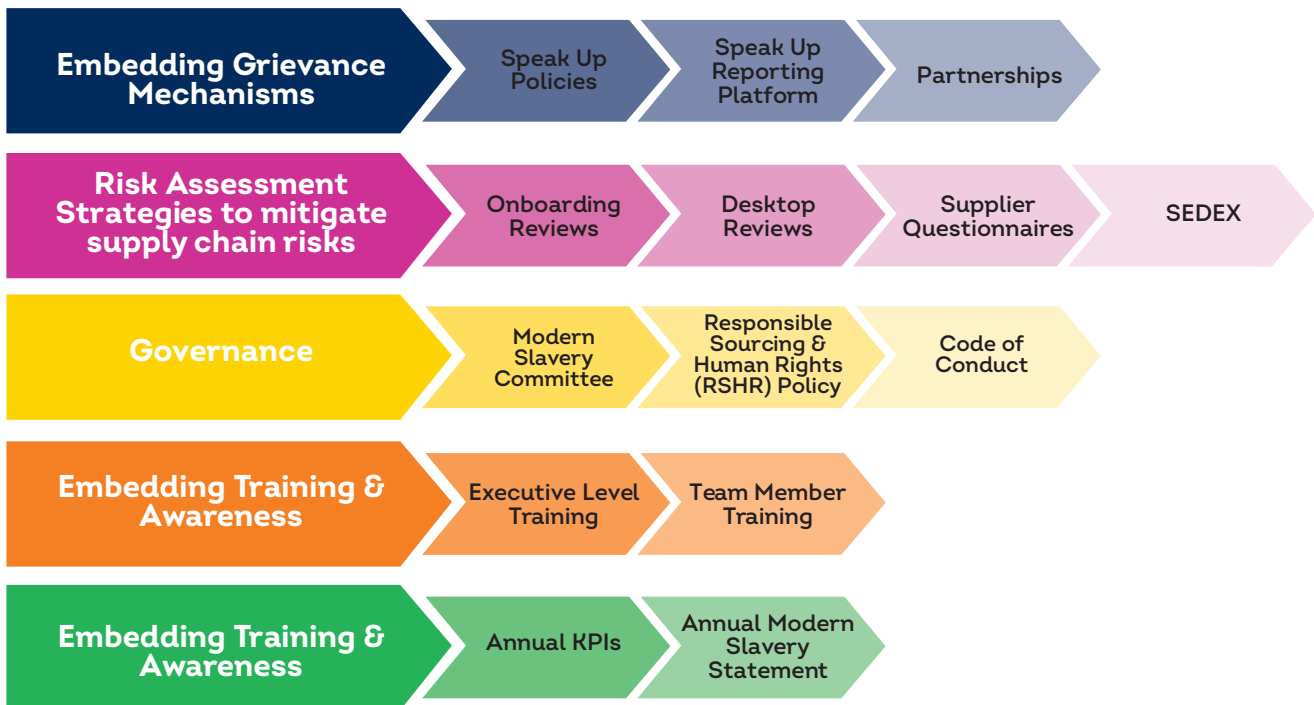 Embedding Grievance
Mechanisms
Speak Up
Policies
Speak Up
Reporting
Platform
Partnerships
Risk Assessment
Strategies to mitigate
supply chain risks
Onboarding
Reviews
Desktop
Reviews
Supplier
Questionnaires
SEDEX
Governance
Modern
Slavery
Committee
Responsible
Sourcing &
Human Rights
(RSHR) Policy
Code of
Conduct
Embedding Training &
Awareness
Executive Level
Training
Team Member
Training
Embedding Training &
Awareness
Annual KPIs
Annual Modern
Slavery
Statement